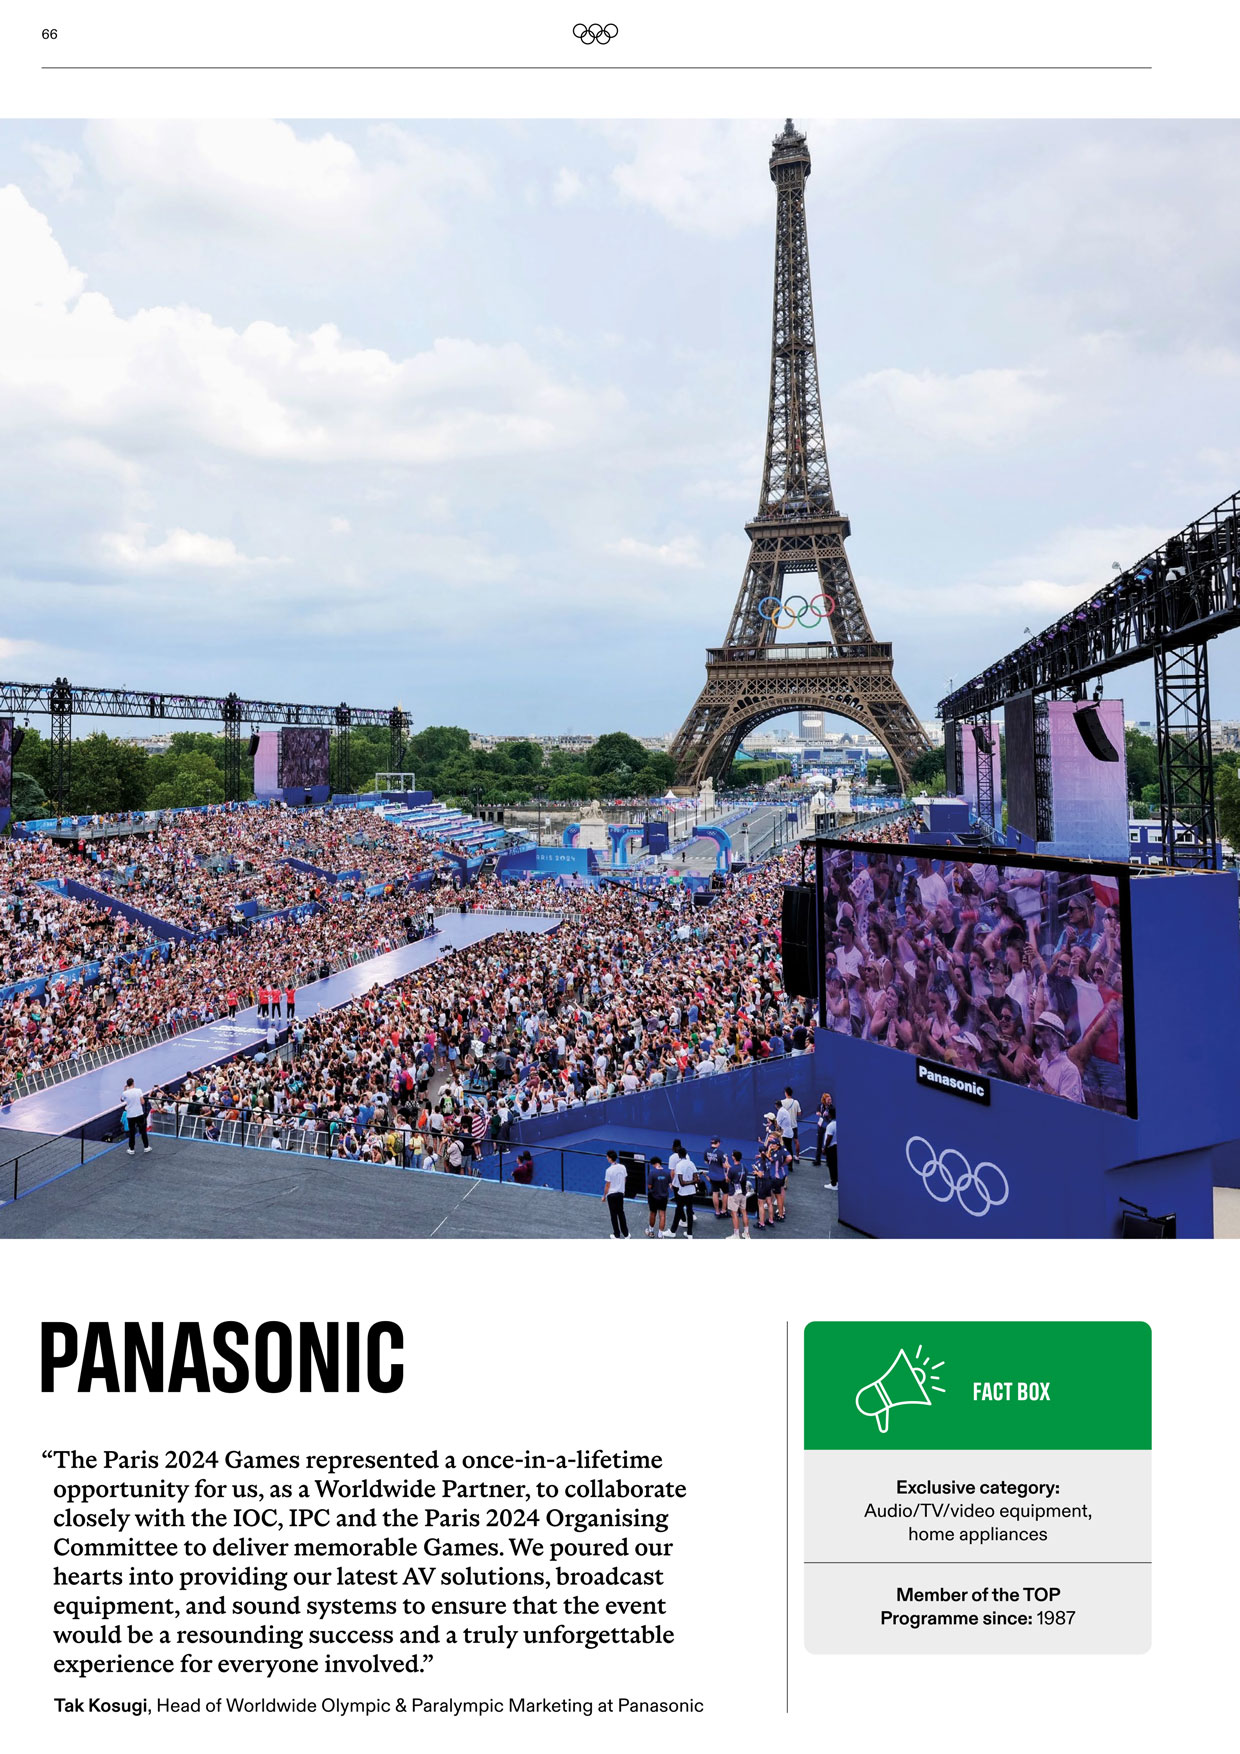 66
PARIS 2024
Panasonic
PANASONIC
“The Paris 2024 Games represented a once-in-a-lifetime
opportunity for us, as a Worldwide Partner, to collaborate
closely with the IOC, IPC and the Paris 2024 Organising
Committee to deliver memorable Games. We poured our
hearts into providing our latest AV solutions, broadcast
equipment, and sound systems to ensure that the event
would be a resounding success and a truly unforgettable
experience for everyone involved.”
Tak Kosugi, Head of Worldwide Olympic & Paralympic Marketing at Panasonic
FACT BOX
Exclusive category:
Audio/TV/video equipment,
home appliances
Member of the TOP
Programme since: 1987